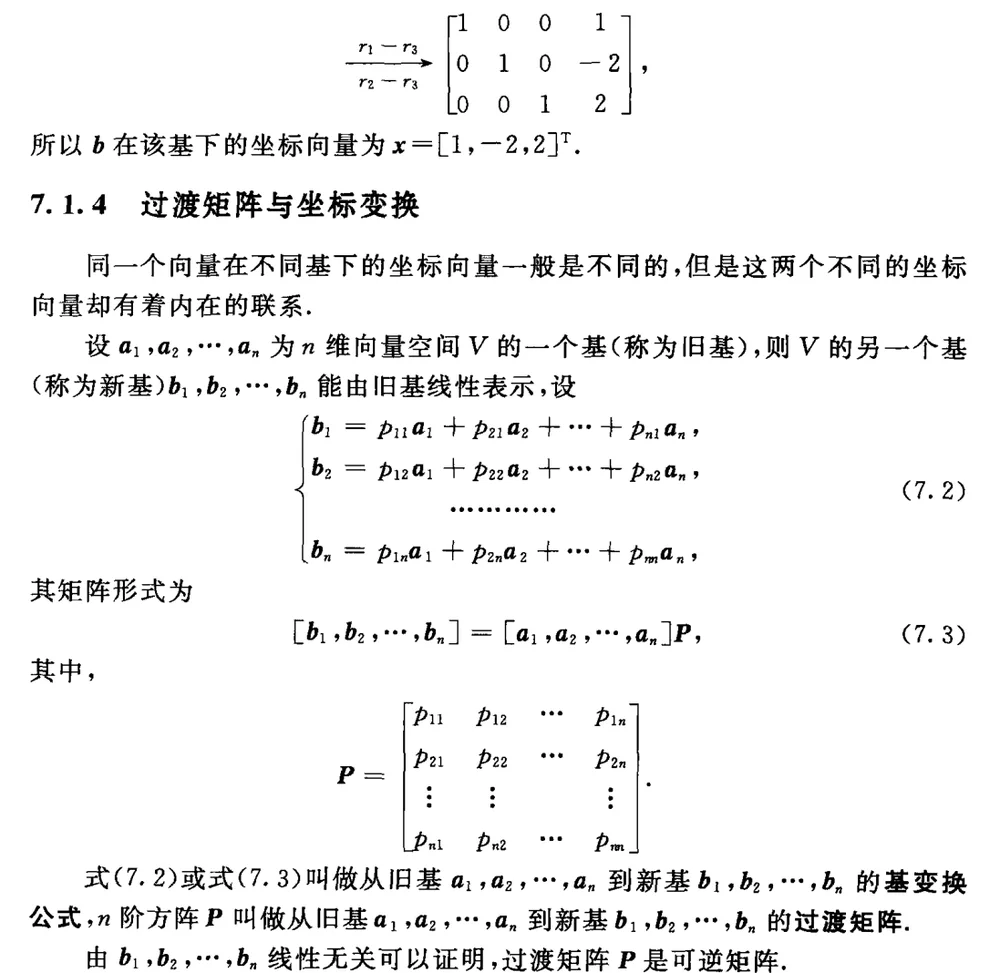 r₁ − r₃
r₂ − r₃
[1 0 0 1
0 1 0 −2
0 0 1 2],
所以 b 在该基下的坐标向量为 x=[1,−2,2]ᵀ.
7.1.4 过渡矩阵与坐标变换
同一个向量在不同基下的坐标向量一般是不同的,但是这两个不同的坐标
向量却有着内在的联系.
设 a₁,a₂,⋯,aₙ 为 n 维向量空间 V 的一个基(称为旧基),则 V 的另一个基
(称为新基)b₁,b₂,⋯,bₙ 能由旧基线性表示,设
b₁ = p₁₁a₁ + p₂₁a₂ + ⋯ + pₙ₁aₙ,
b₂ = p₁₂a₁ + p₂₂a₂ + ⋯ + pₙ₂aₙ,
⋯⋯⋯⋯ (7.2)
bₙ = p₁ₙa₁ + p₂ₙa₂ + ⋯ + pₙₙaₙ,
其矩阵形式为
[b₁,b₂,⋯,bₙ] = [a₁,a₂,⋯,aₙ]P, (7.3)
其中,
P = [p₁₁ p₁₂ ⋯ p₁ₙ
p₂₁ p₂₂ ⋯ p₂ₙ
⋮ ⋮ ⋮
pₙ₁ pₙ₂ ⋯ pₙₙ].
式(7.2)或式(7.3)叫做从旧基 a₁,a₂,⋯,aₙ 到新基 b₁,b₂,⋯,bₙ 的基变换
公式,n 阶方阵 P 叫做从旧基 a₁,a₂,⋯,aₙ 到新基 b₁,b₂,⋯,bₙ 的过渡矩阵.
由 b₁,b₂,⋯,bₙ 线性无关可以证明,过渡矩阵 P 是可逆矩阵.